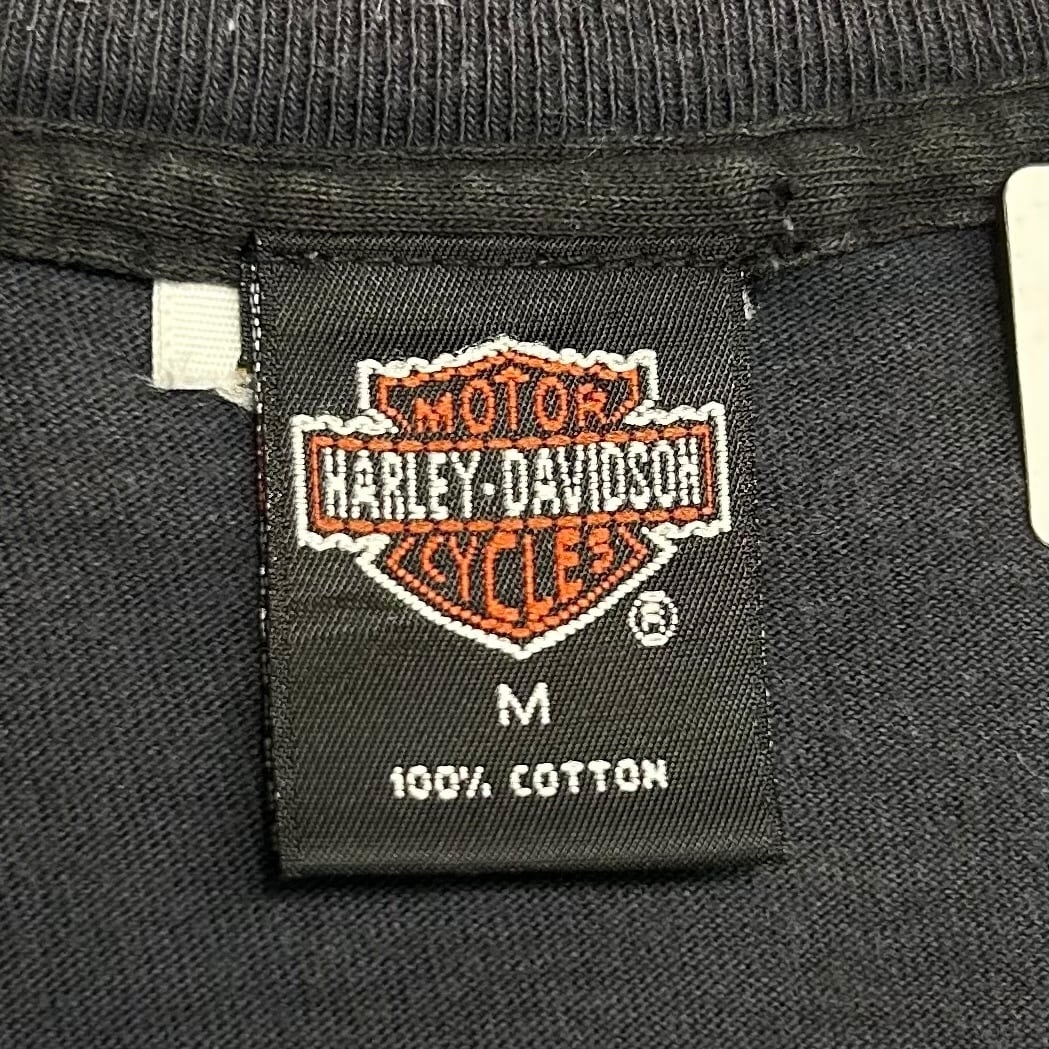 MOTOR
HARLEY-DAVIDSON
CYCLES
®
M
100% COTTON